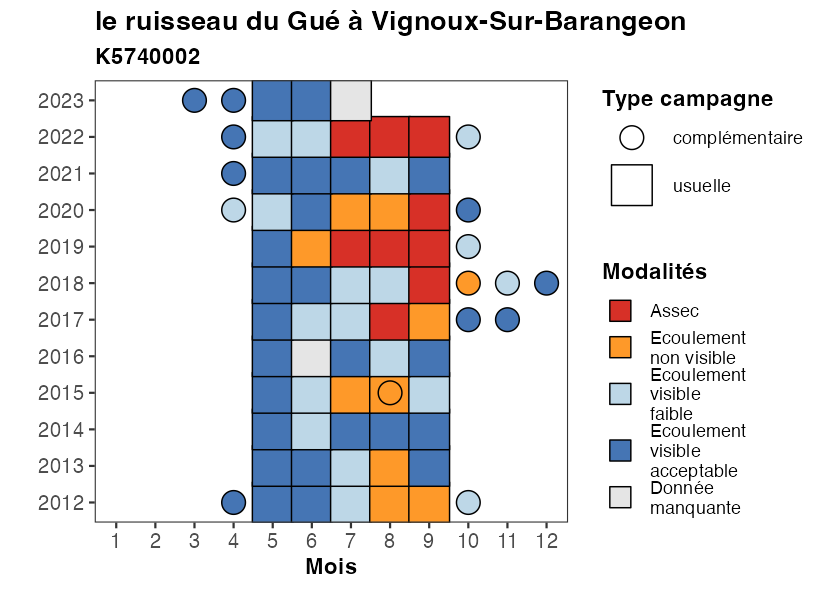 le ruisseau du Gué à Vignoux-Sur-Barangeon
K5740002
2023
2022
2021
2020
2019
2018
2017
2016
2015
2014
2013
2012
1 2 3 4 5 6 7 8 9 10 11 12
Mois
Type campagne
complémentaire
usuelle
Modalités
Assec
Ecoulement
non visible
Ecoulement
visible
faible
Ecoulement
visible
acceptable
Donnée
manquante